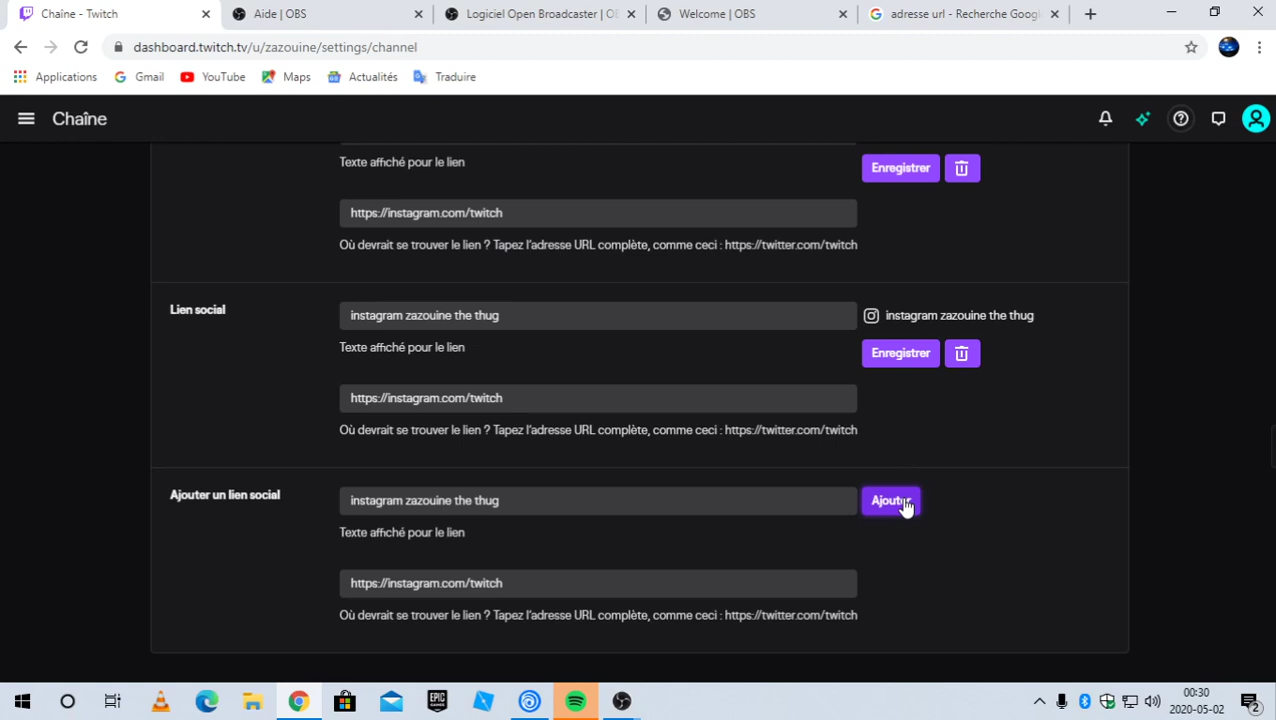 Chaîne - Twitch
Aide | OBS
Logiciel Open Broadcaster | OB
Welcome | OBS
adresse url - Recherche Googl
dashboard.twitch.tv/u/zazouine/settings/channel
Applications
Gmail
YouTube
Maps
Actualités
Traduire
Chaîne
Texte affiché pour le lien
Enregistrer
https://instagram.com/twitch
Où devrait se trouver le lien ? Tapez l'adresse URL complète, comme ceci : https://twitter.com/twitch
Lien social
instagram zazouine the thug
instagram zazouine the thug
Texte affiché pour le lien
Enregistrer
https://instagram.com/twitch
Où devrait se trouver le lien ? Tapez l'adresse URL complète, comme ceci : https://twitter.com/twitch
Ajouter un lien social
instagram zazouine the thug
Ajouter
Texte affiché pour le lien
https://instagram.com/twitch
Où devrait se trouver le lien ? Tapez l'adresse URL complète, comme ceci : https://twitter.com/twitch
EPIC GAMES
00:30
2020-05-02
2